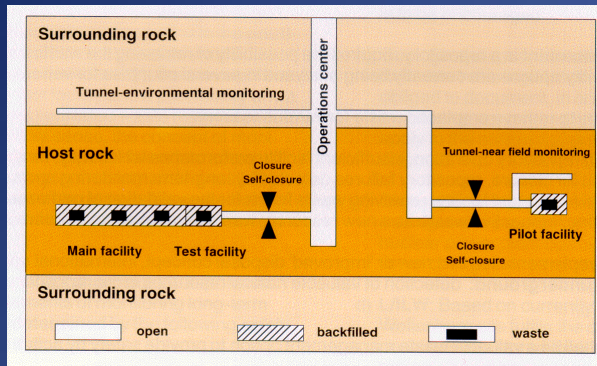 Surrounding rock
Operations center
Tunnel-environmental monitoring
Host rock
Tunnel-near field monitoring
Closure
Self-closure
Closure
Self-closure
Pilot facility
Main facility
Test facility
Surrounding rock
open
backfilled
waste